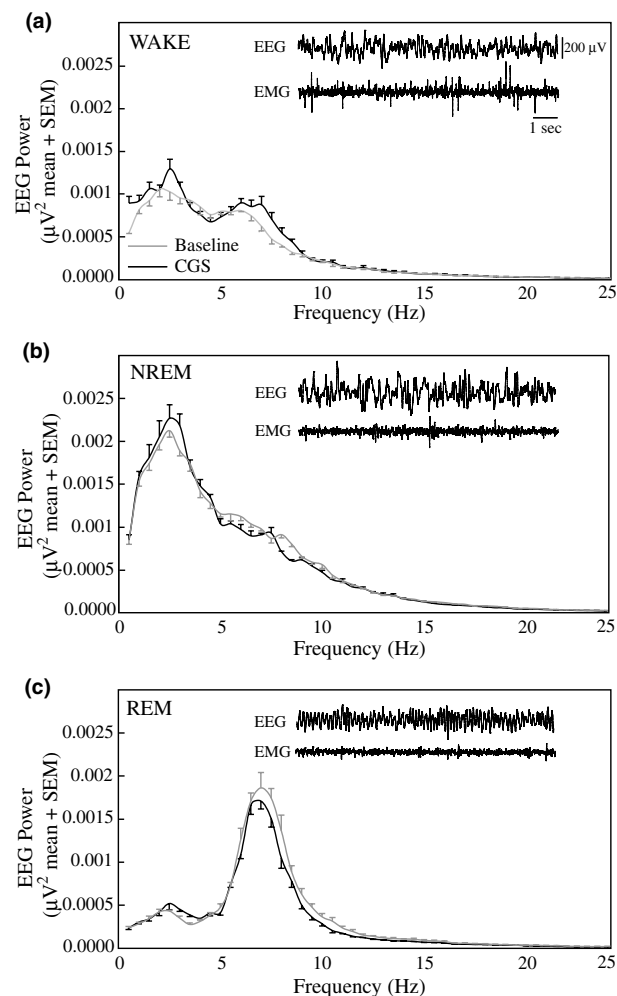 (a)
WAKE
EEG
200 µV
EMG
1 sec
EEG Power
(µV² mean + SEM)
0.0025
0.002
0.0015
0.001
0.0005
0.0000
Baseline
CGS
0 5 10 15 20 25
Frequency (Hz)
(b)
NREM
EEG
EMG
EEG Power
(µV² mean + SEM)
0.0025
0.002
0.0015
0.001
-0.0005
0.0000
0 5 10 15 20 25
Frequency (Hz)
(c)
REM
EEG
EMG
EEG Power
(µV² mean + SEM)
0.0025
0.002
0.0015
0.001
0.0005
0.0000
0 5 10 15 20 25
Frequency (Hz)